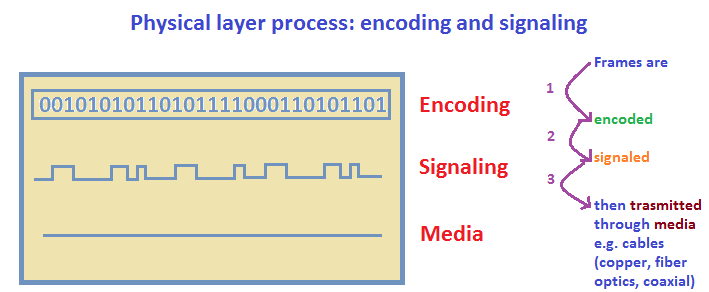 Physical layer process: encoding and signaling
00101010110101111000110101101
Encoding
Signaling
Media
Frames are
1
encoded
2
signaled
3
then trasmitted
through media
e.g. cables
(copper, fiber
optics, coaxial)